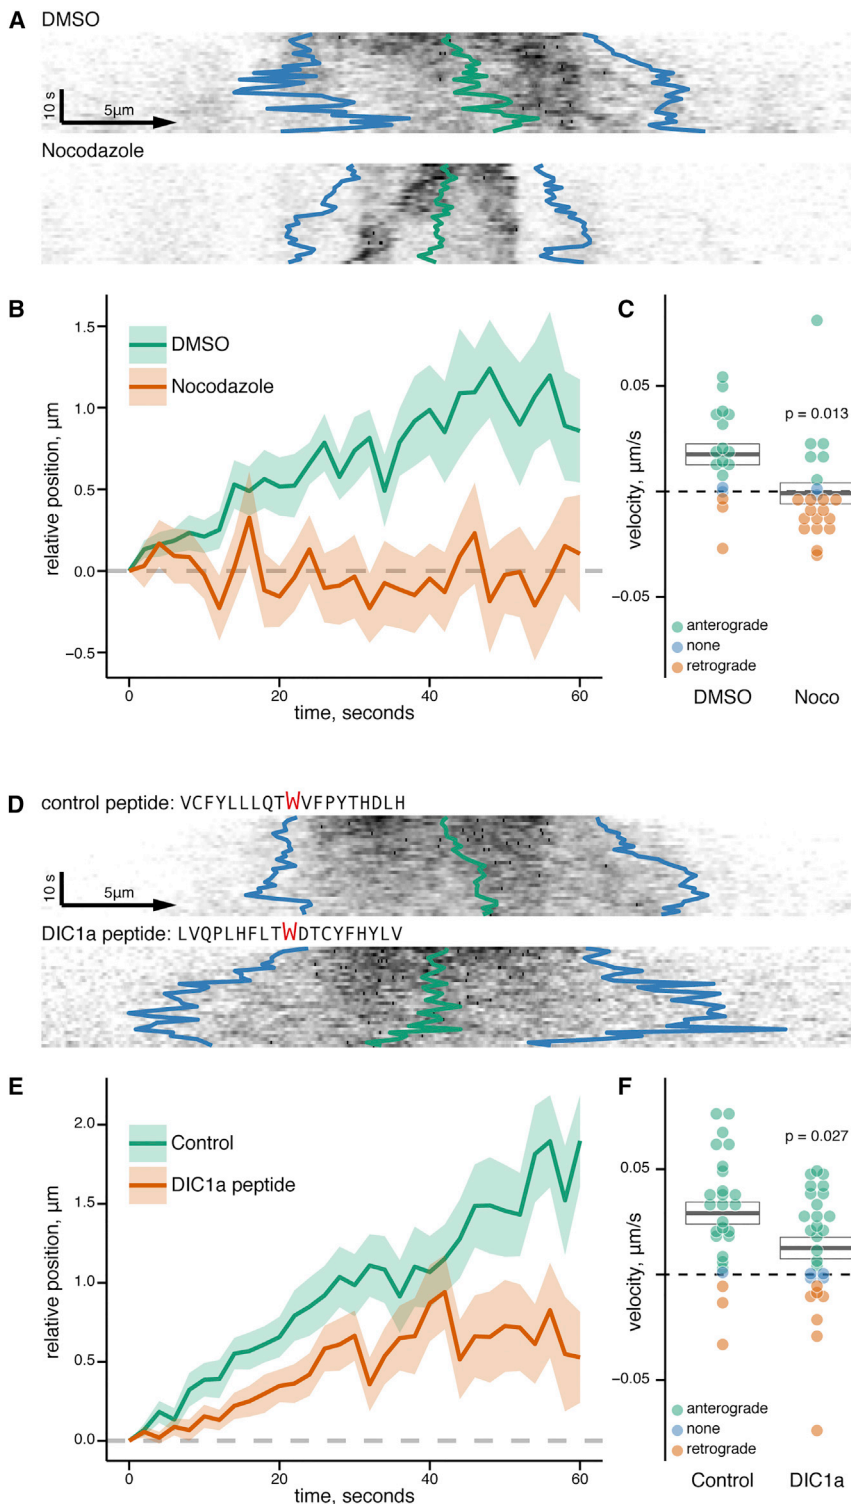 A
DMSO
10 s
5µm
Nocodazole
B
relative position, µm
1.5
1.0
0.5
0.0
−0.5
DMSO
Nocodazole
0
20
40
60
time, seconds
C
velocity, µm/s
0.05
−0.05
p = 0.013
anterograde
none
retrograde
DMSO
Noco
D
control peptide: VCFYLLLQTWVFPYTHDLH
10 s
5µm
DIC1a peptide: LVQPLHFLTWDTCYFHYLV
E
relative position, µm
2.0
1.5
1.0
0.5
0.0
Control
DIC1a peptide
0
20
40
60
time, seconds
F
velocity, µm/s
0.05
−0.05
p = 0.027
anterograde
none
retrograde
Control
DIC1a